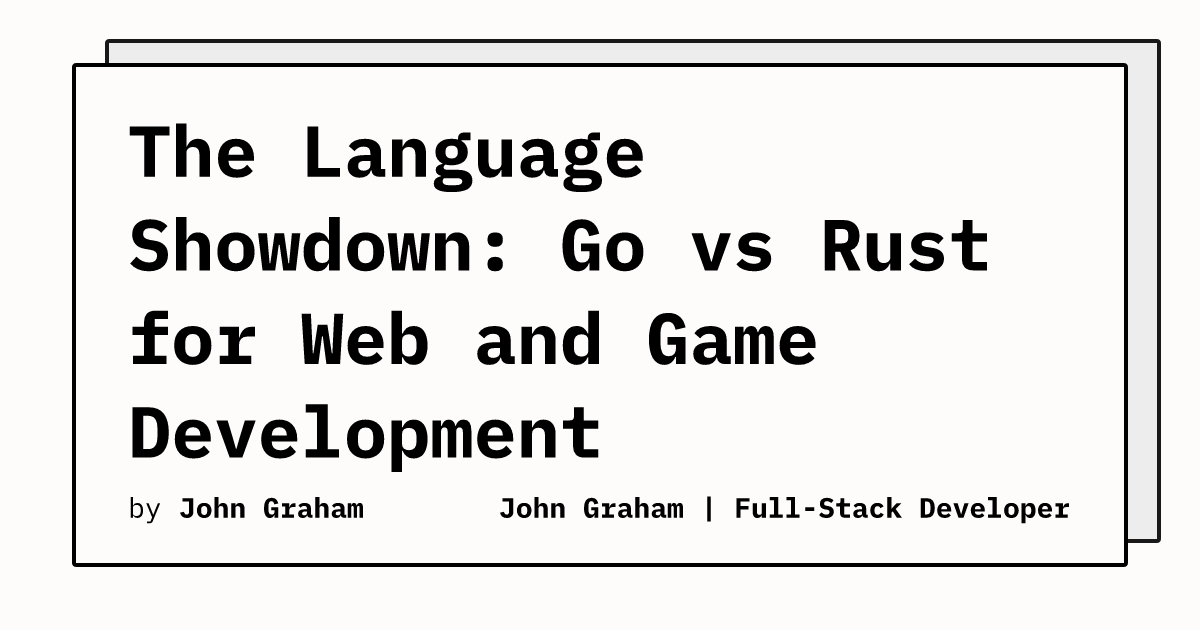 The Language
Showdown: Go vs Rust
for Web and Game
Development
by John Graham
John Graham | Full-Stack Developer